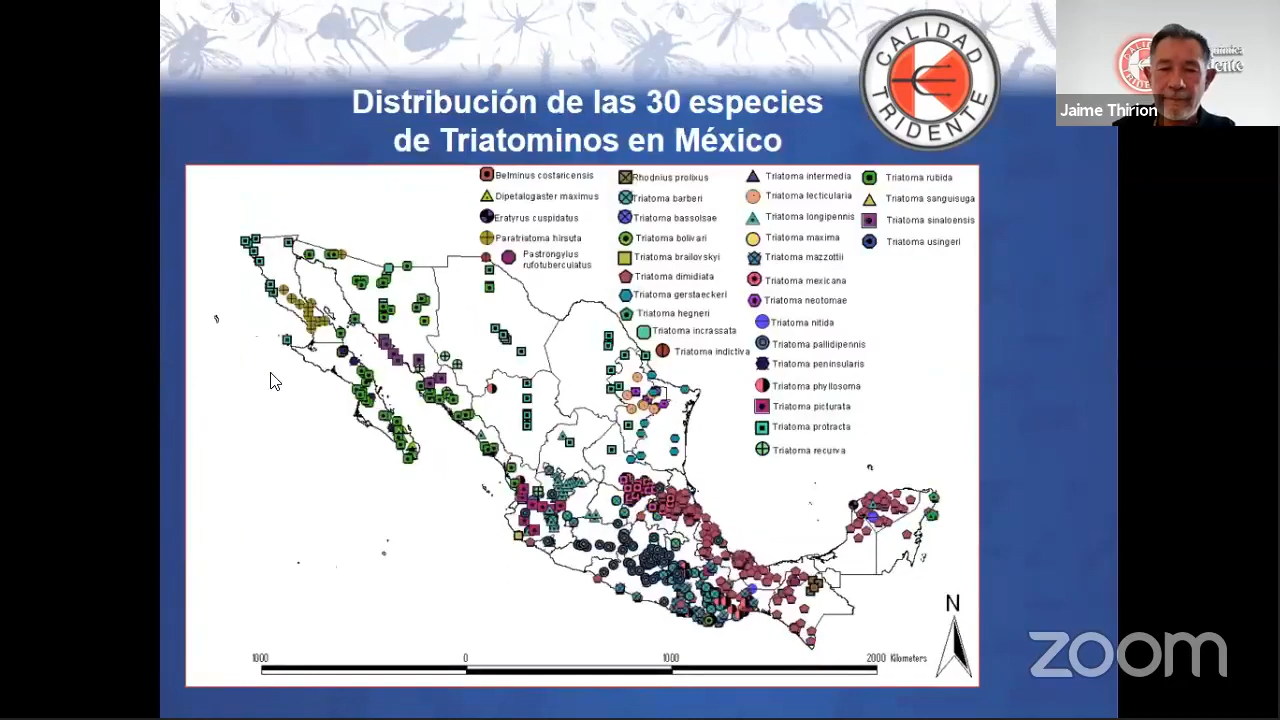 CALIDAD
TRIDENTE
Jaime Thirion
Distribución de las 30 especies
de Triatominos en México
Belminus costaricensis
Dipetalogaster maximus
Eratyrus cuspidatus
Paratriatoma hirsuta
Pastrongylus
rufotuberculatus
Rhodnius prolixus
Triatoma barberi
Triatoma bassolsae
Triatoma bolivari
Triatoma brailovskyi
Triatoma dimidiata
Triatoma gerstaeckeri
Triatoma hegneri
Triatoma incrassata
Triatoma indictiva
Triatoma intermedia
Triatoma lecticularia
Triatoma longipennis
Triatoma maxima
Triatoma mazzottii
Triatoma mexicana
Triatoma neotomae
Triatoma nitida
Triatoma pallidipennis
Triatoma peninsularis
Triatoma phyllosoma
Triatoma picturata
Triatoma protracta
Triatoma recurva
Triatoma rubida
Triatoma sanguisuga
Triatoma sinaloensis
Triatoma usingeri
N
1000 0 1000 2000 Kilometers
zoom